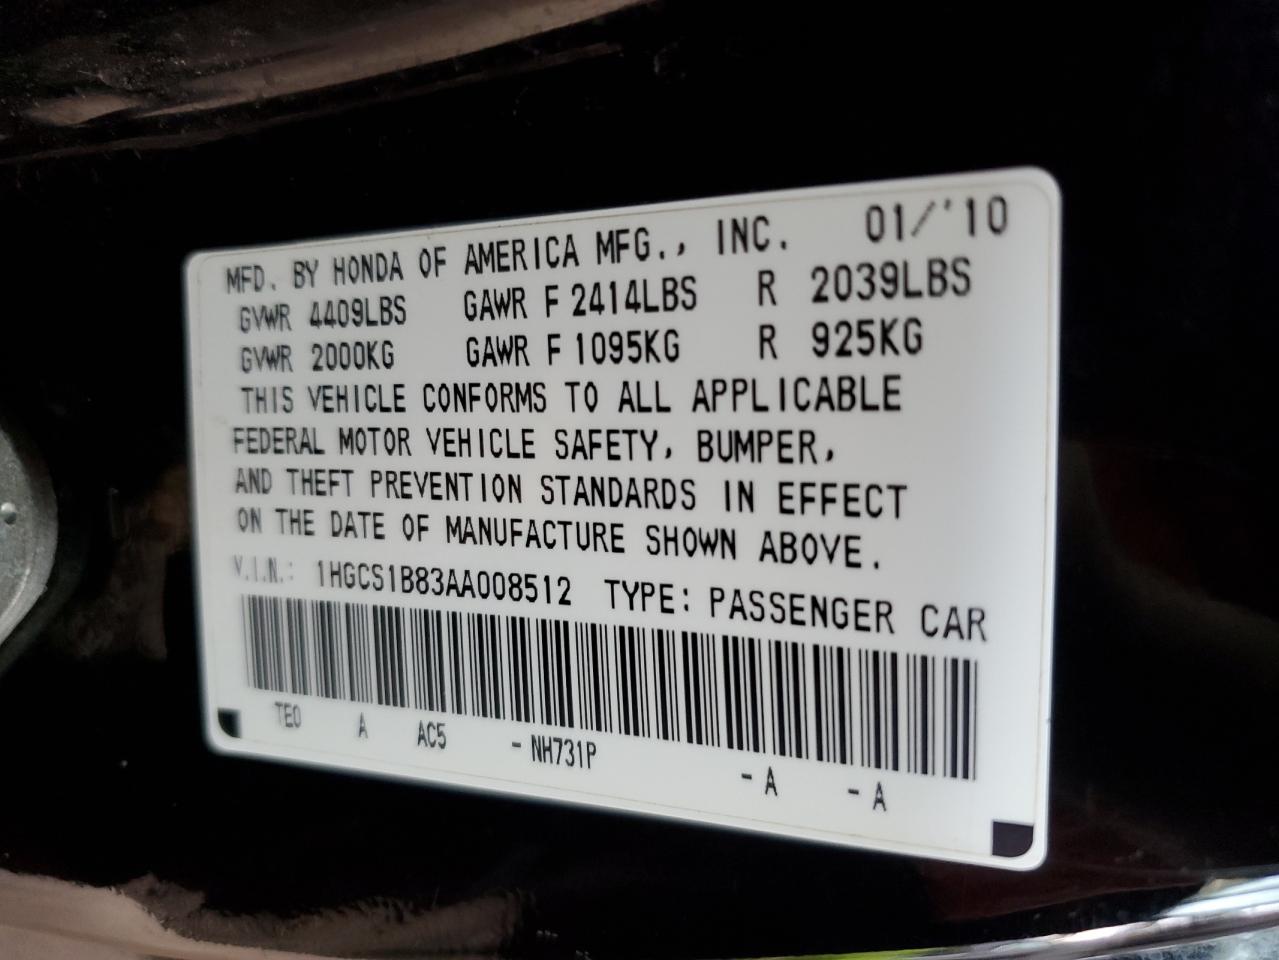 MFD. BY HONDA OF AMERICA MFG., INC. 01/'10
GVWR 4409LBS GAWR F 2414LBS R 2039LBS
GVWR 2000KG GAWR F 1095KG R 925KG
THIS VEHICLE CONFORMS TO ALL APPLICABLE
FEDERAL MOTOR VEHICLE SAFETY, BUMPER,
AND THEFT PREVENTION STANDARDS IN EFFECT
ON THE DATE OF MANUFACTURE SHOWN ABOVE.
V.I.N.: 1HGCS1B83AA008512 TYPE: PASSENGER CAR
TE0 A AC5 - NH731P - A - A